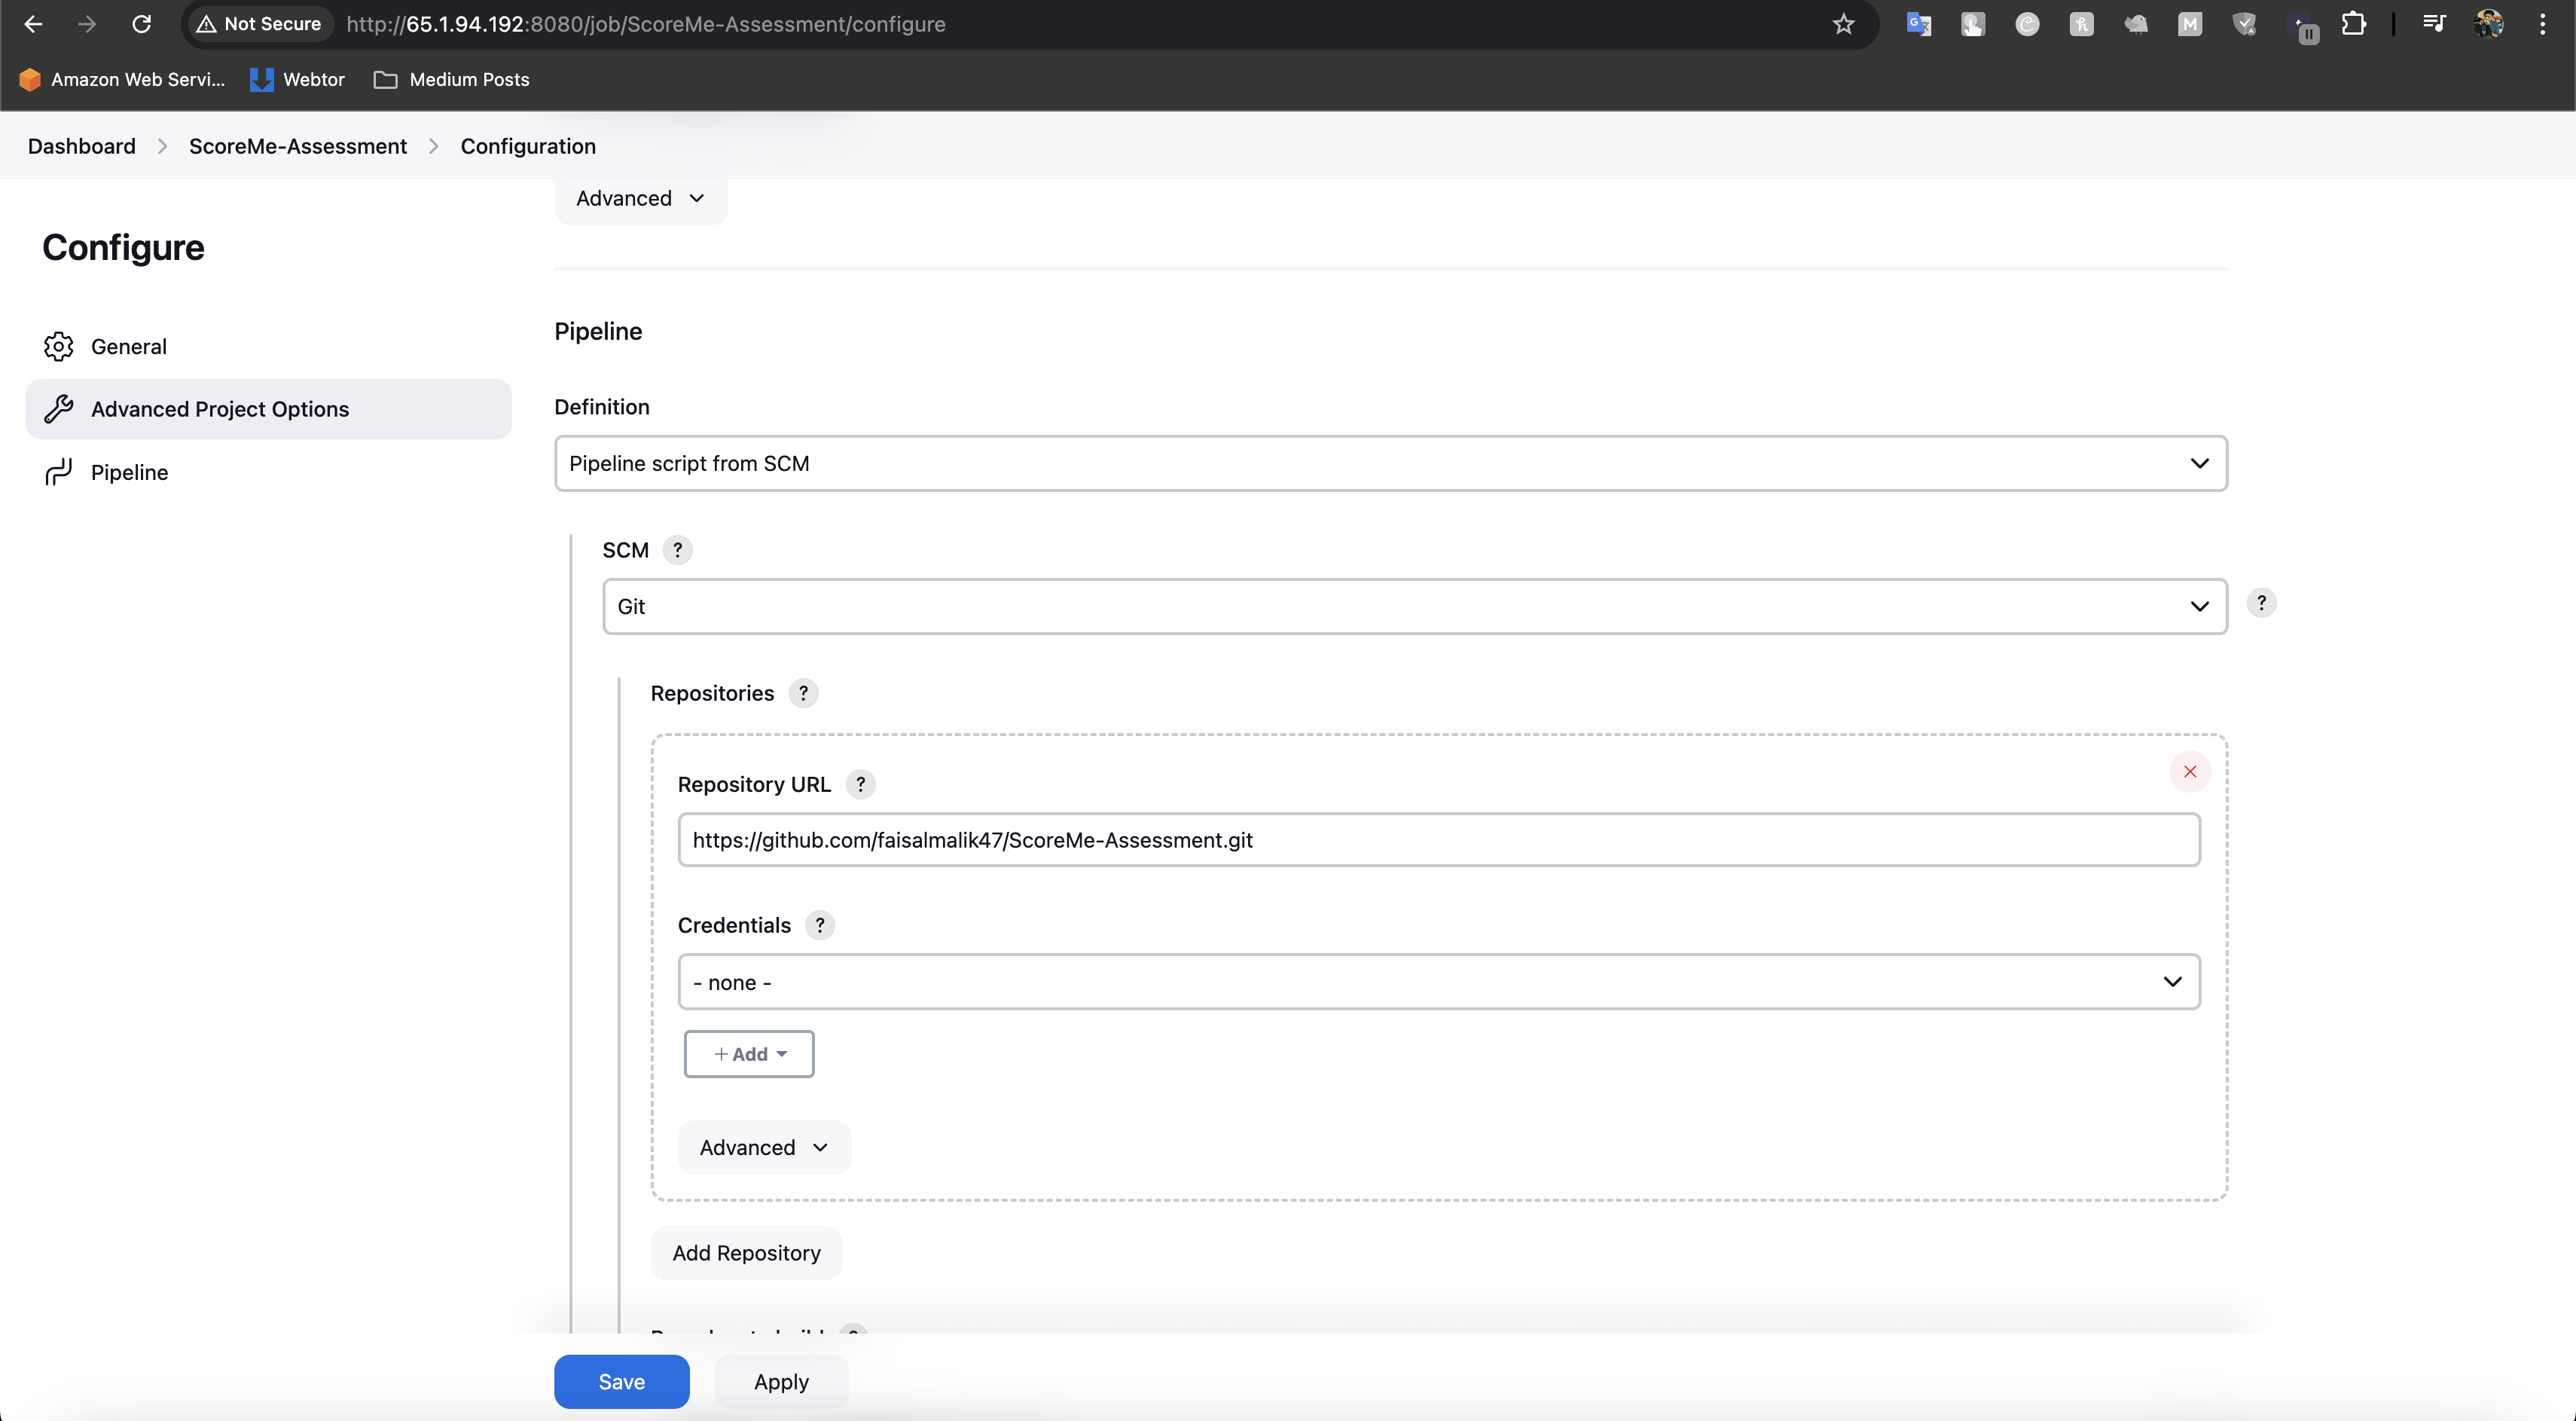 Not Secure http://65.1.94.192:8080/job/ScoreMe-Assessment/configure
Amazon Web Servi... Webtor Medium Posts
Dashboard ScoreMe-Assessment Configuration
Configure
General
Advanced Project Options
Pipeline
Advanced
Pipeline
Definition
Pipeline script from SCM
SCM ?
Git
?
Repositories ?
Repository URL ?
https://github.com/faisalmalik47/ScoreMe-Assessment.git
Credentials ?
- none -
+ Add
Advanced
Add Repository
Save Apply